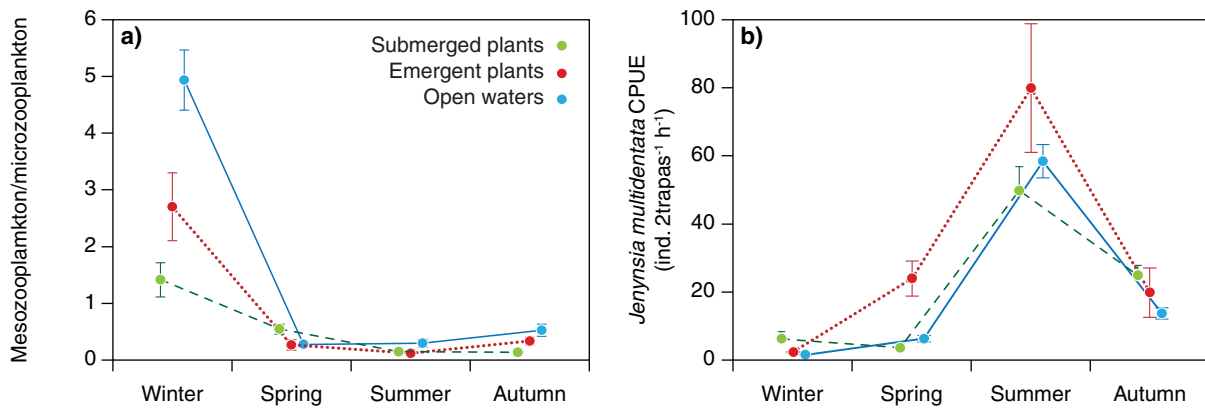 Mesozooplamkton/microzooplankton
6
5
4
3
2
1
0
a)
Submerged plants
Emergent plants
Open waters
Winter Spring Summer Autumn
Jenynsia multidentata CPUE
(ind. 2trapas⁻¹ h⁻¹)
100
80
60
40
20
0
b)
Winter Spring Summer Autumn